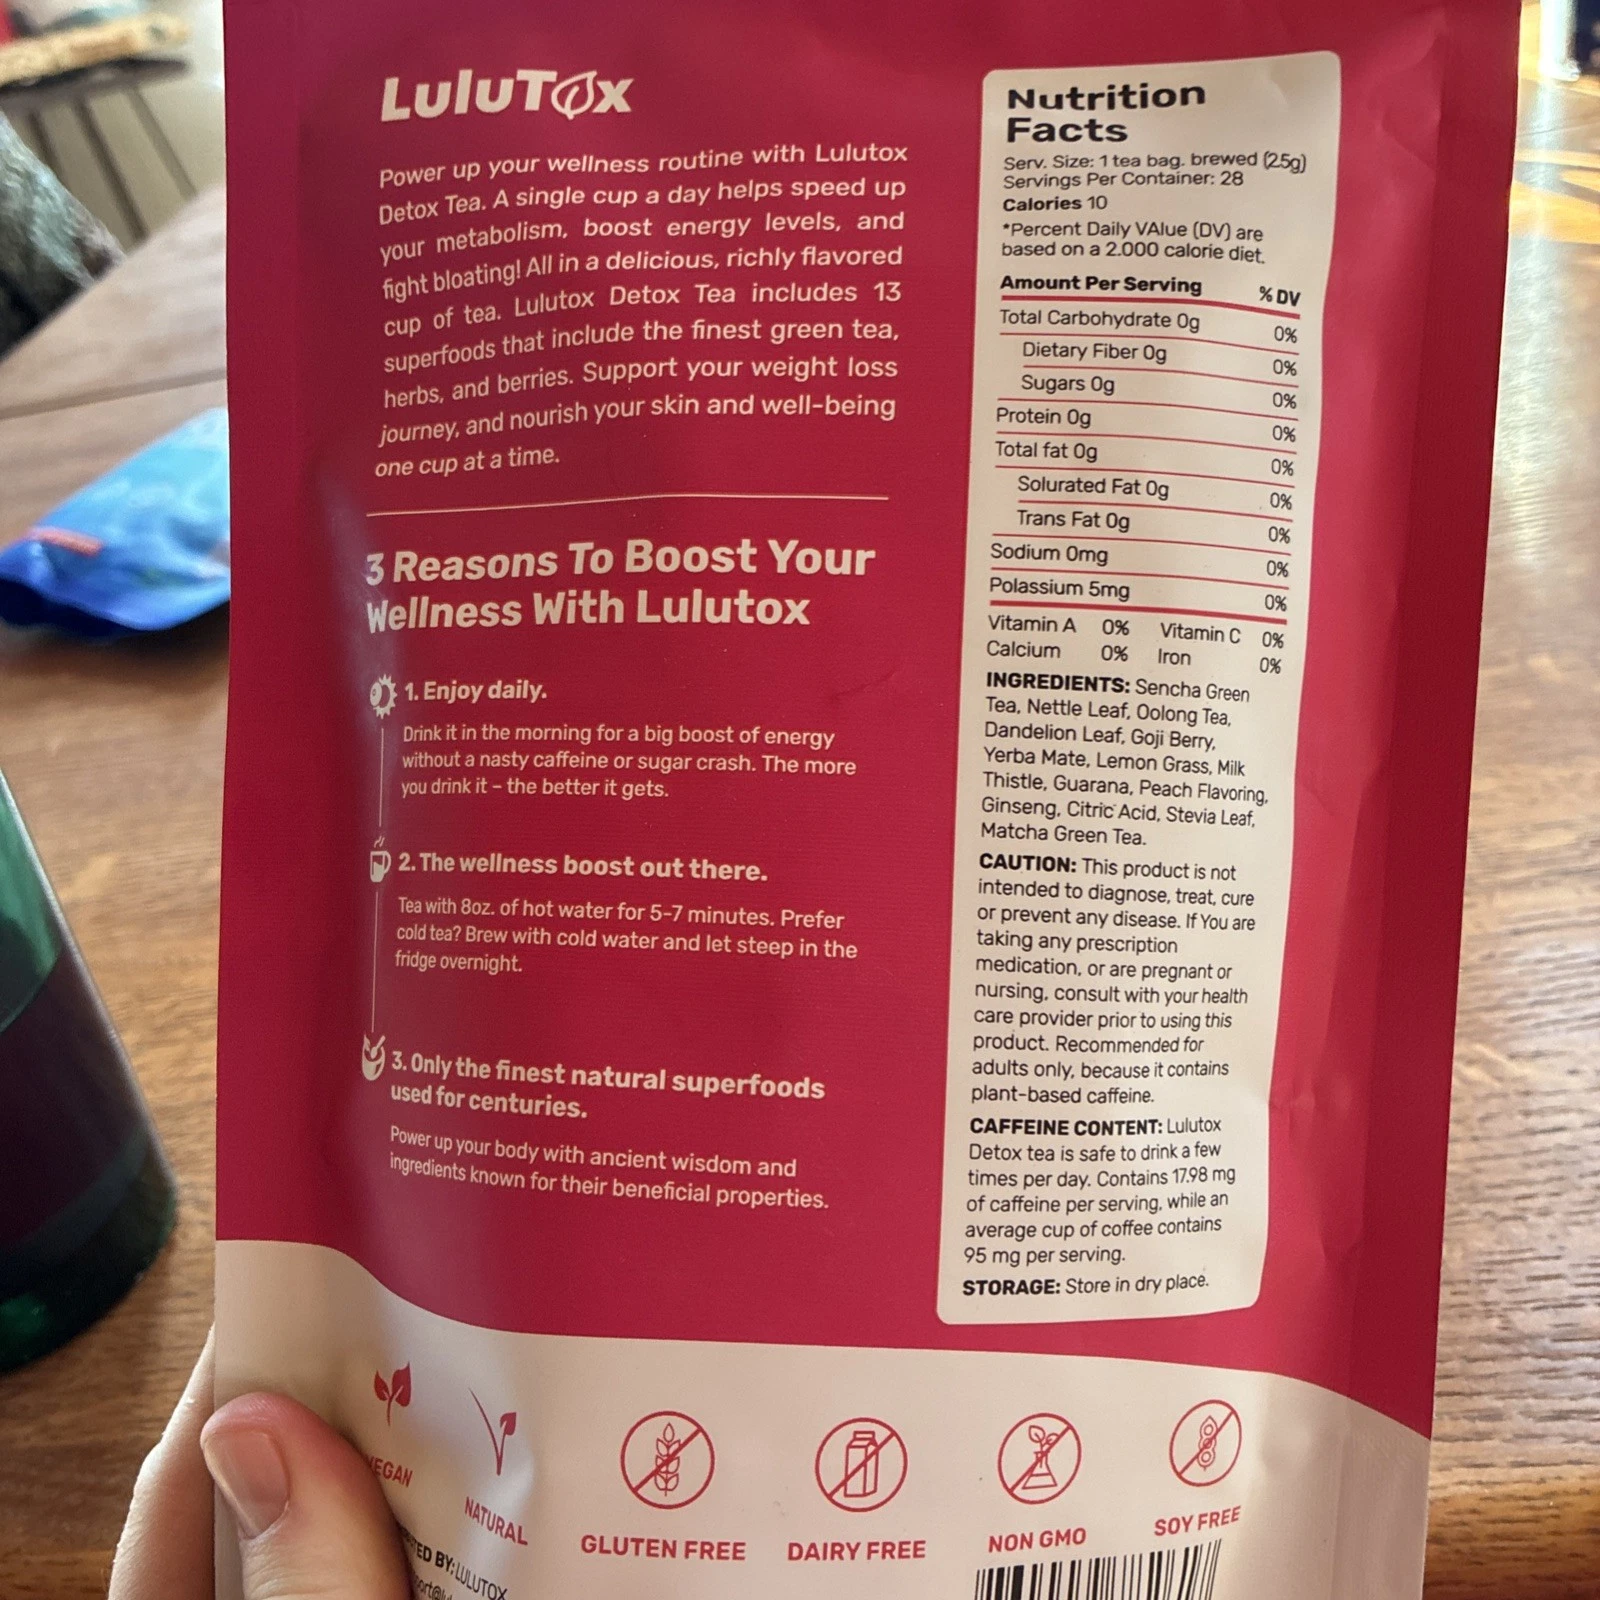 LuluTox
Power up your wellness routine with Lulutox
Detox Tea. A single cup a day helps speed up
your metabolism, boost energy levels, and
fight bloating! All in a delicious, richly flavored
cup of tea. Lulutox Detox Tea includes 13
superfoods that include the finest green tea,
herbs, and berries. Support your weight loss
journey, and nourish your skin and well-being
one cup at a time.
3 Reasons To Boost Your
Wellness With Lulutox
1. Enjoy daily.
Drink it in the morning for a big boost of energy
without a nasty caffeine or sugar crash. The more
you drink it – the better it gets.
2. The wellness boost out there.
Tea with 8oz. of hot water for 5-7 minutes. Prefer
cold tea? Brew with cold water and let steep in the
fridge overnight.
3. Only the finest natural superfoods
used for centuries.
Power up your body with ancient wisdom and
ingredients known for their beneficial properties.
Nutrition
Facts
Serv. Size: 1 tea bag. brewed (2.5g)
Servings Per Container: 28
Calories 10
*Percent Daily VAlue (DV) are
based on a 2.000 calorie diet.
Amount Per Serving % DV
Total Carbohydrate 0g 0%
Dietary Fiber 0g 0%
Sugars 0g 0%
Protein 0g 0%
Total fat 0g 0%
Solurated Fat 0g 0%
Trans Fat 0g 0%
Sodium 0mg 0%
Polassium 5mg 0%
Vitamin A 0% Vitamin C 0%
Calcium 0% Iron 0%
INGREDIENTS: Sencha Green
Tea, Nettle Leaf, Oolong Tea,
Dandelion Leaf, Goji Berry,
Yerba Mate, Lemon Grass, Milk
Thistle, Guarana, Peach Flavoring,
Ginseng, Citric Acid, Stevia Leaf,
Matcha Green Tea.
CAUTION: This product is not
intended to diagnose, treat, cure
or prevent any disease. If You are
taking any prescription
medication, or are pregnant or
nursing, consult with your health
care provider prior to using this
product. Recommended for
adults only, because it contains
plant-based caffeine.
CAFFEINE CONTENT: Lulutox
Detox tea is safe to drink a few
times per day. Contains 17.98 mg
of caffeine per serving, while an
average cup of coffee contains
95 mg per serving.
STORAGE: Store in dry place.
VEGAN
NATURAL
GLUTEN FREE
DAIRY FREE
NON GMO
SOY FREE
BY: LULUTOX